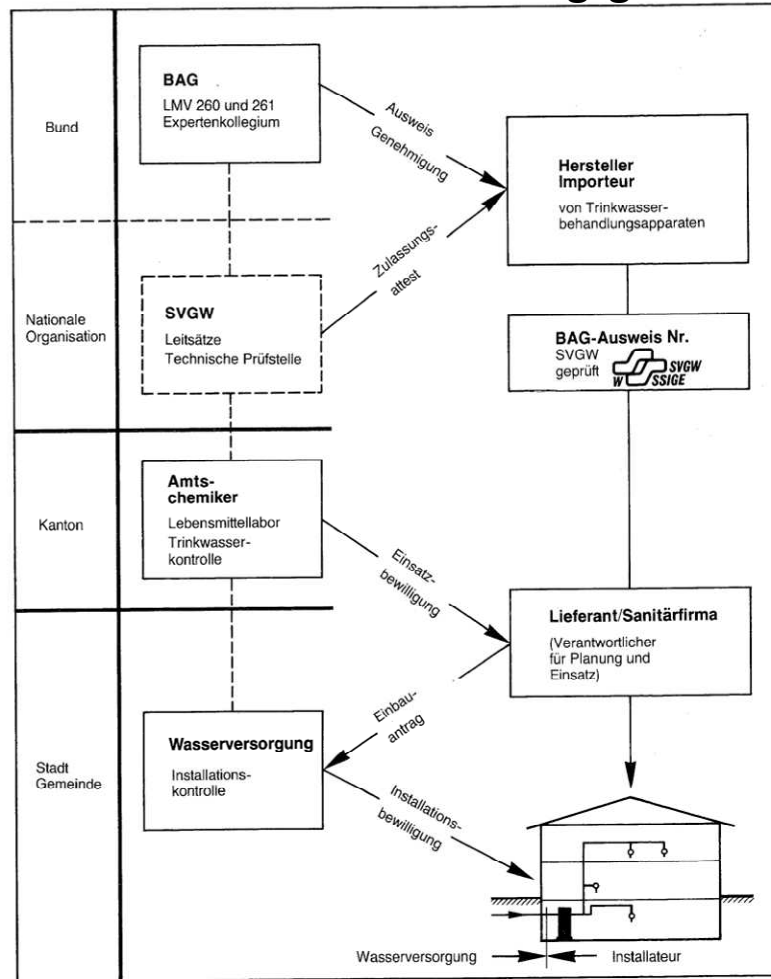 Bund
BAG
LMV 260 und 261
Expertenkollegium
Ausweis
Genehmigung
Hersteller
Importeur
von Trinkwasser-
behandlungsapparaten
Nationale
Organisation
SVGW
Leitsätze
Technische Prüfstelle
Zulassungs-
attest
BAG-Ausweis Nr.
SVGW
geprüft
SVGW
W SSIGE
Kanton
Amts-
chemiker
Lebensmittellabor
Trinkwasser-
kontrolle
Einsatz-
bewilligung
Lieferant/Sanitärfirma
(Verantwortlicher
für Planung und
Einsatz)
Einbau-
antrag
Stadt
Gemeinde
Wasserversorgung
Installations-
kontrolle
Installations-
bewilligung
Wasserversorgung
Installateur